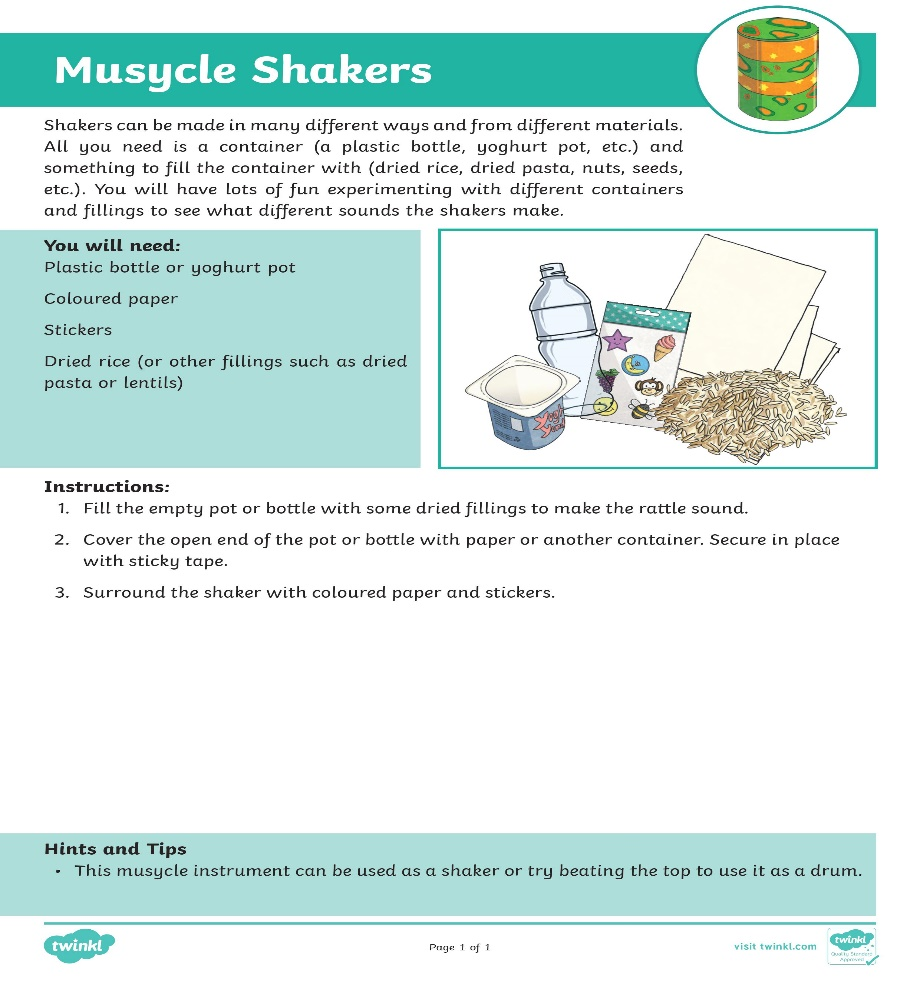 Musycle Shakers
Shakers can be made in many different ways and from different materials.
All you need is a container (a plastic bottle, yoghurt pot, etc.) and
something to fill the container with (dried rice, dried pasta, nuts, seeds,
etc.). You will have lots of fun experimenting with different containers
and fillings to see what different sounds the shakers make.
You will need:
Plastic bottle or yoghurt pot
Coloured paper
Stickers
Dried rice (or other fillings such as dried
pasta or lentils)
Instructions:
1. Fill the empty pot or bottle with some dried fillings to make the rattle sound.
2. Cover the open end of the pot or bottle with paper or another container. Secure in place
with sticky tape.
3. Surround the shaker with coloured paper and stickers.
Hints and Tips
• This musycle instrument can be used as a shaker or try beating the top to use it as a drum.
twinkl
Page 1 of 1
visit twinkl.com
twinkl
Quality Standard
Approved